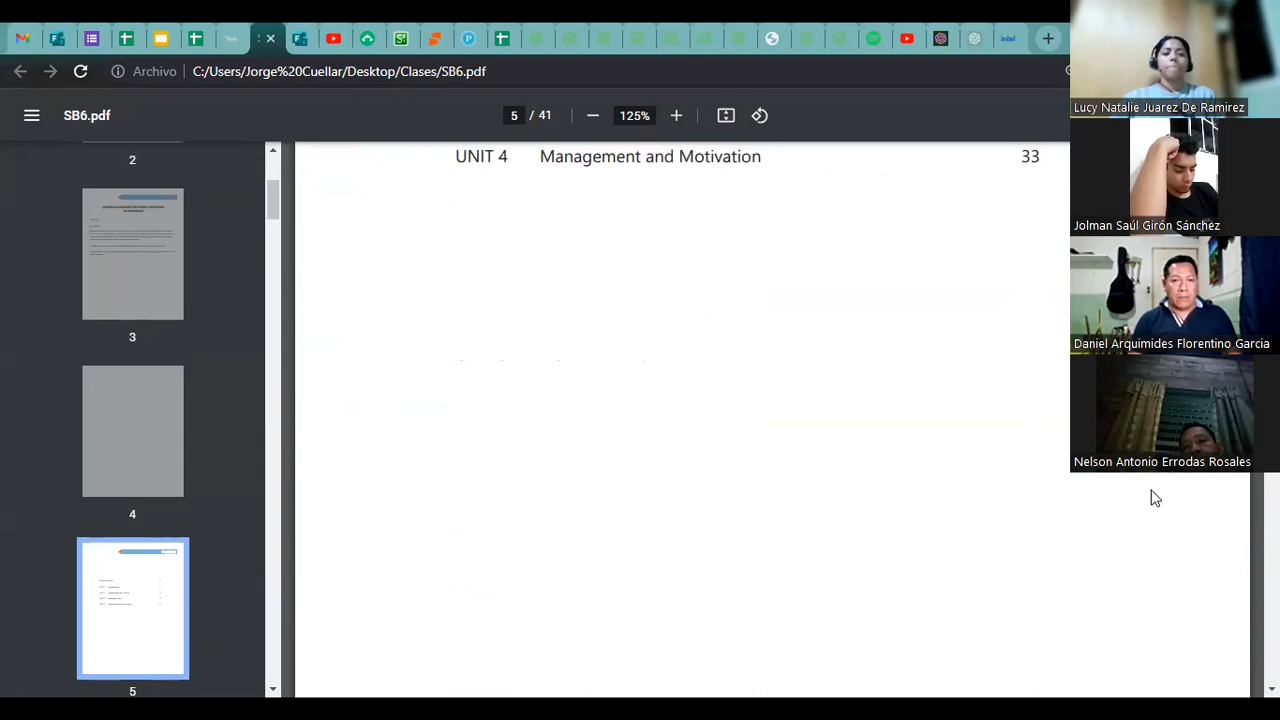 intel
Archivo C:/Users/Jorge%20Cuellar/Desktop/Clases/SB6.pdf
SB6.pdf 5 / 41 125%
2
3
4
5
UNIT 4 Management and Motivation 33
Lucy Natalie Juarez De Ramirez
Jolman Saúl Girón Sánchez
Daniel Arquimides Florentino Garcia
Nelson Antonio Errodas Rosales